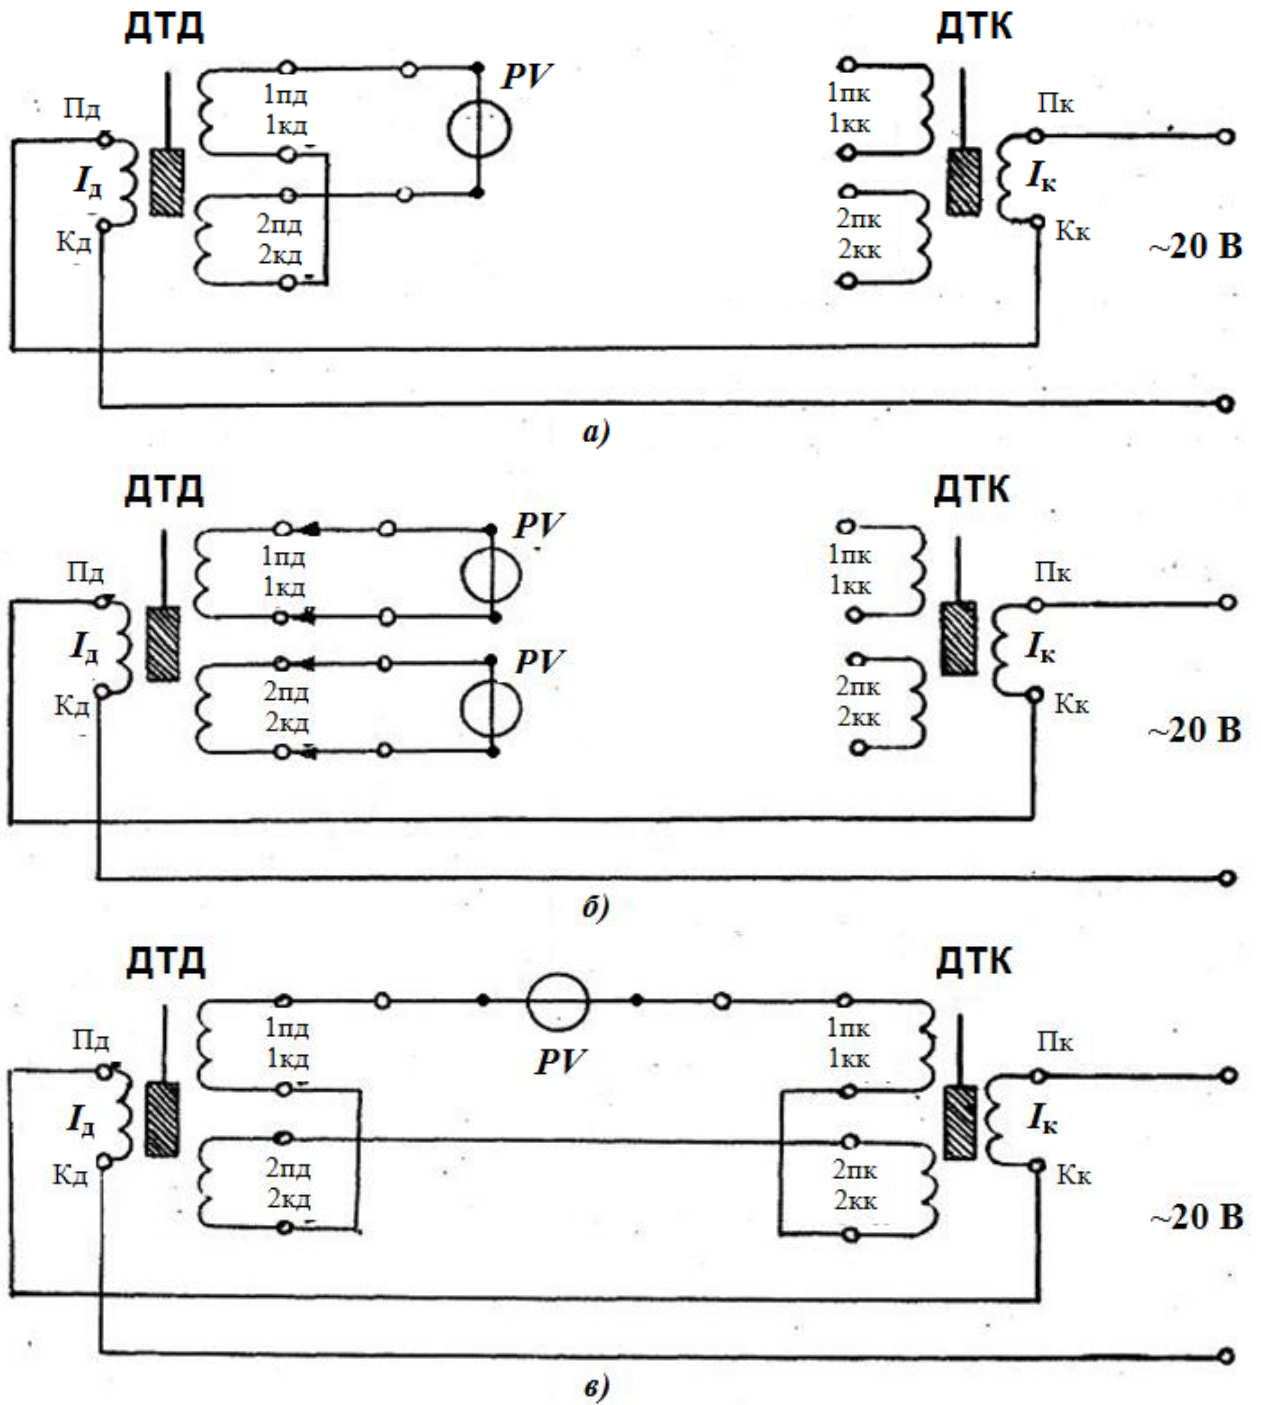 ДТД ДТК
PV
1пд 1пк
Пд 1кд 1кк Пк
Iд Iк
2пд 2пк
Кд 2кд 2кк Кк ~20 В
а)
ДТД ДТК
PV
1пд 1пк
Пд 1кд 1кк Пк
Iд PV Iк
2пд 2пк
Кд 2кд 2кк Кк
~20 В
б)
ДТД ДТК
1пд 1пк
Пд 1кд PV 1кк Пк
Iд Iк
2пд 2пк
Кд 2кд 2кк Кк
~20 В
в)